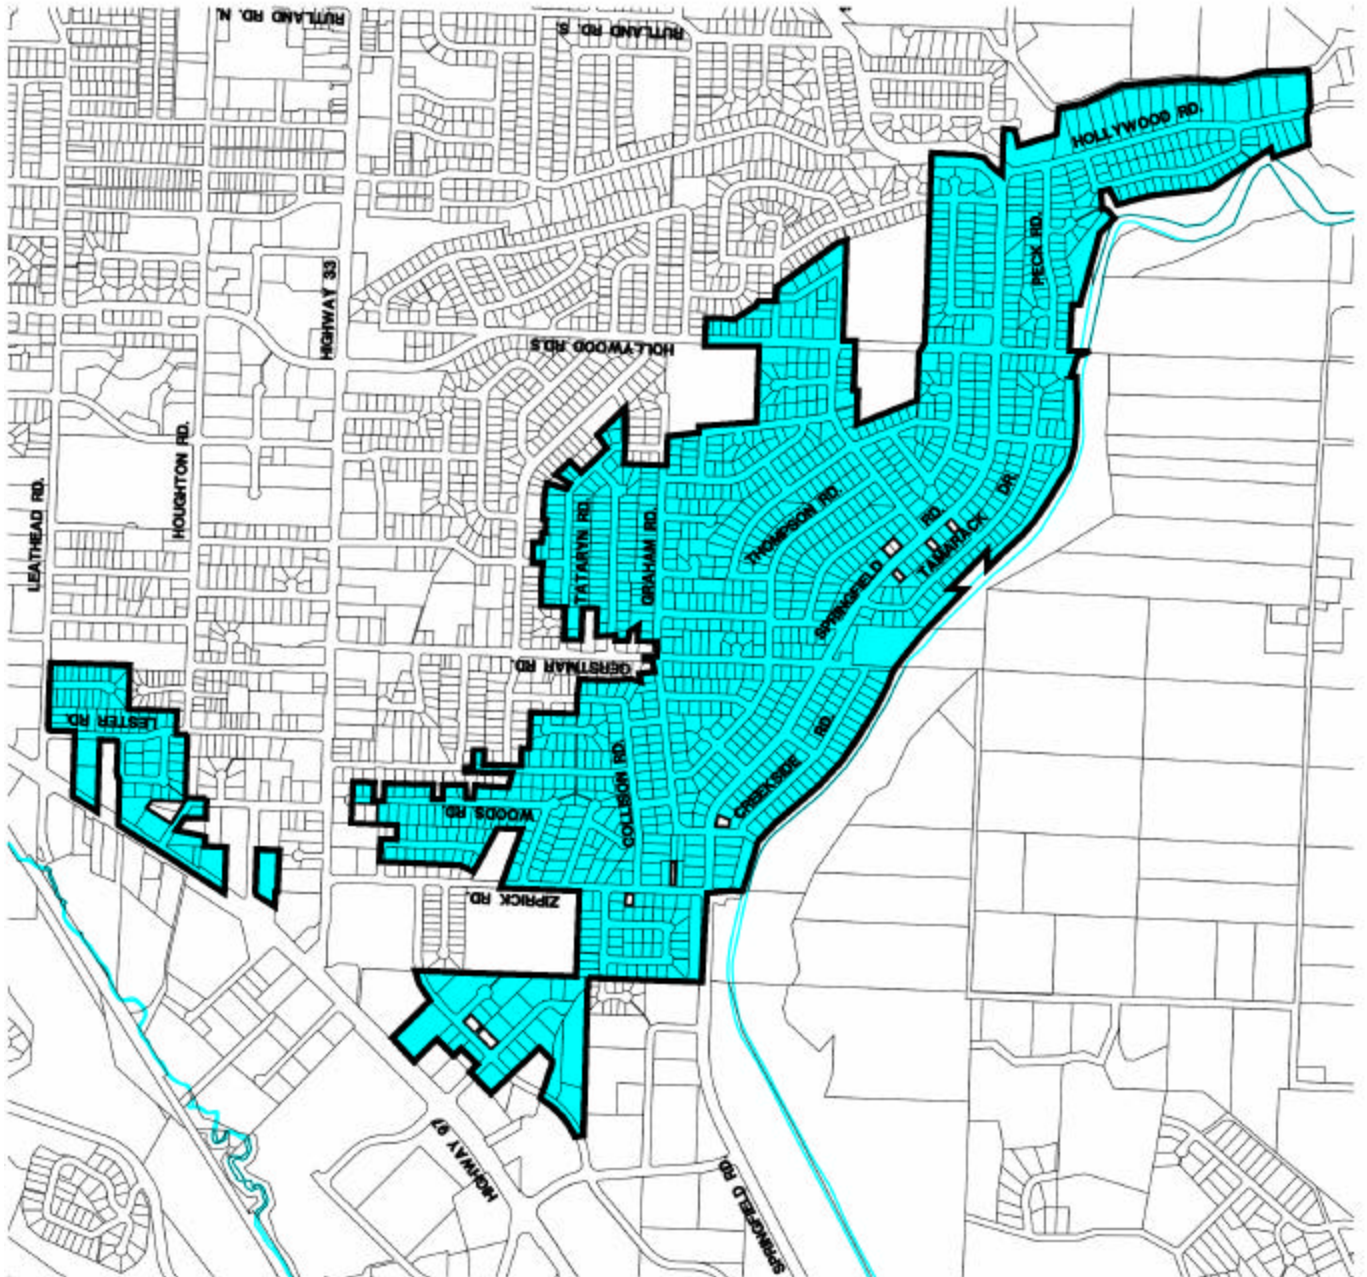 RUTLAND RD. N.
RUTLAND RD. S.
HOLLYWOOD RD.
PECK RD.
HIGHWAY 33
HOLLYWOOD RD.S
LEATHEAD RD.
HOUGHTON RD.
TATARYN RD.
GRAHAM RD.
THOMPSON RD.
SPRINGFIELD RD.
TAMARACK DR.
GERSTMAR RD.
LESTER RD.
COLLISON RD.
CREEKSIDE RD.
WOODS RD.
ZIPRICK RD.
HIGHWAY 97
SPRINGFIELD RD.